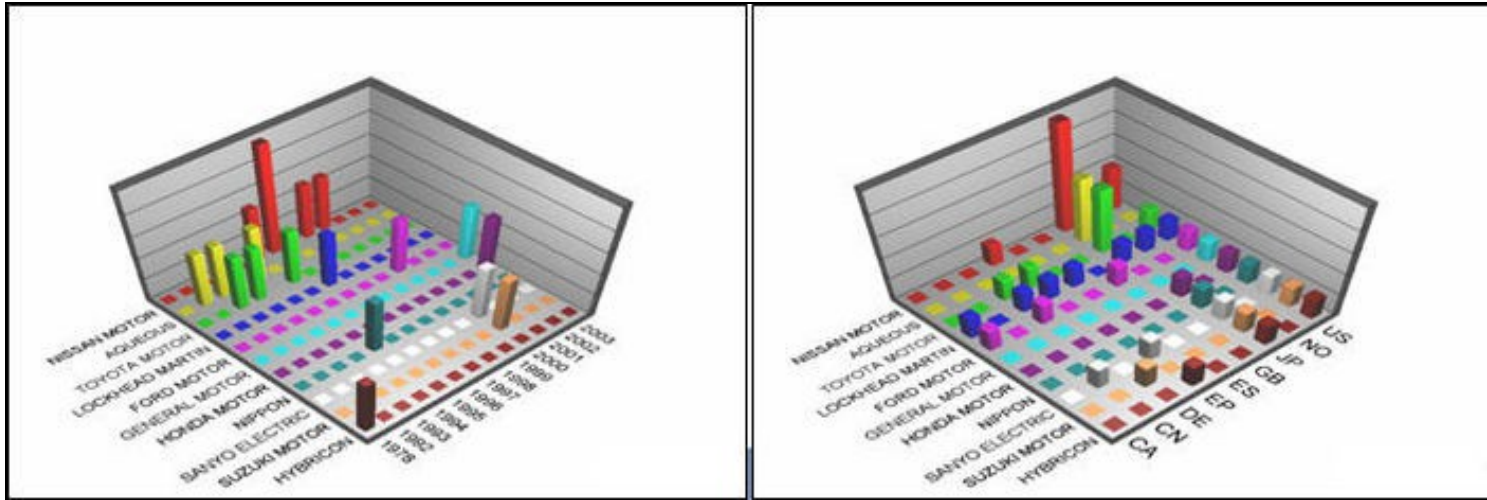 NISSAN MOTOR
AQUEOUS
TOYOTA MOTOR
LOCKHEAD MARTIN
FORD MOTOR
GENERAL MOTOR
HONDA MOTOR
NIPPON
SANYO ELECTRIC
SUZUKI MOTOR
HYBRICON
1978
1992
1993
1994
1995
1996
1997
1998
1999
2000
2001
2002
2003
NISSAN MOTOR
AQUEOUS
TOYOTA MOTOR
LOCKHEAD MARTIN
FORD MOTOR
GENERAL MOTOR
HONDA MOTOR
NIPPON
SANYO ELECTRIC
SUZUKI MOTOR
HYBRICON
CA
CN
DE
EP
ES
GB
JP
NO
US